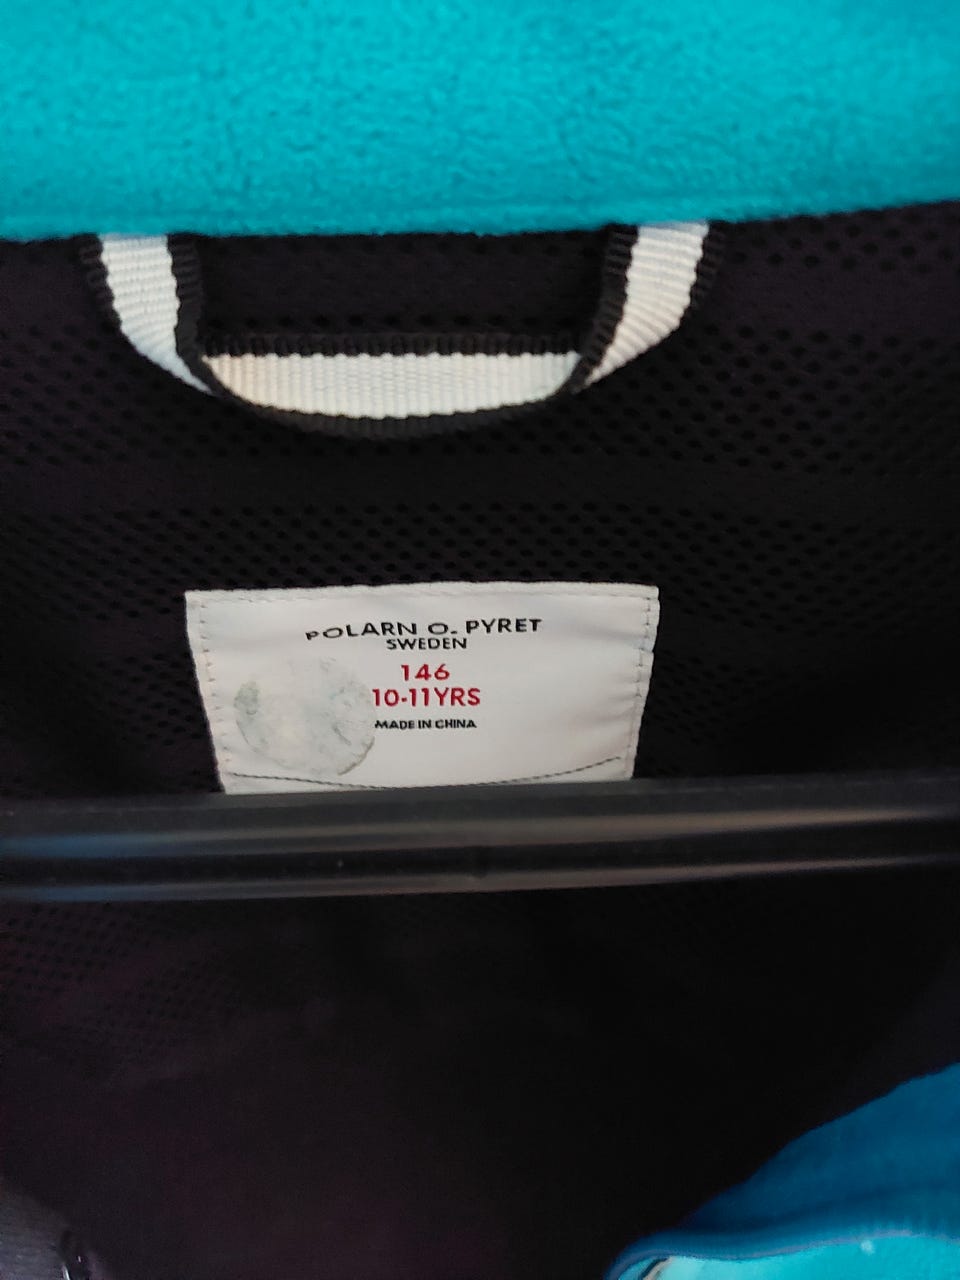 POLARN O. PYRET
SWEDEN
146
10-11YRS
MADE IN CHINA